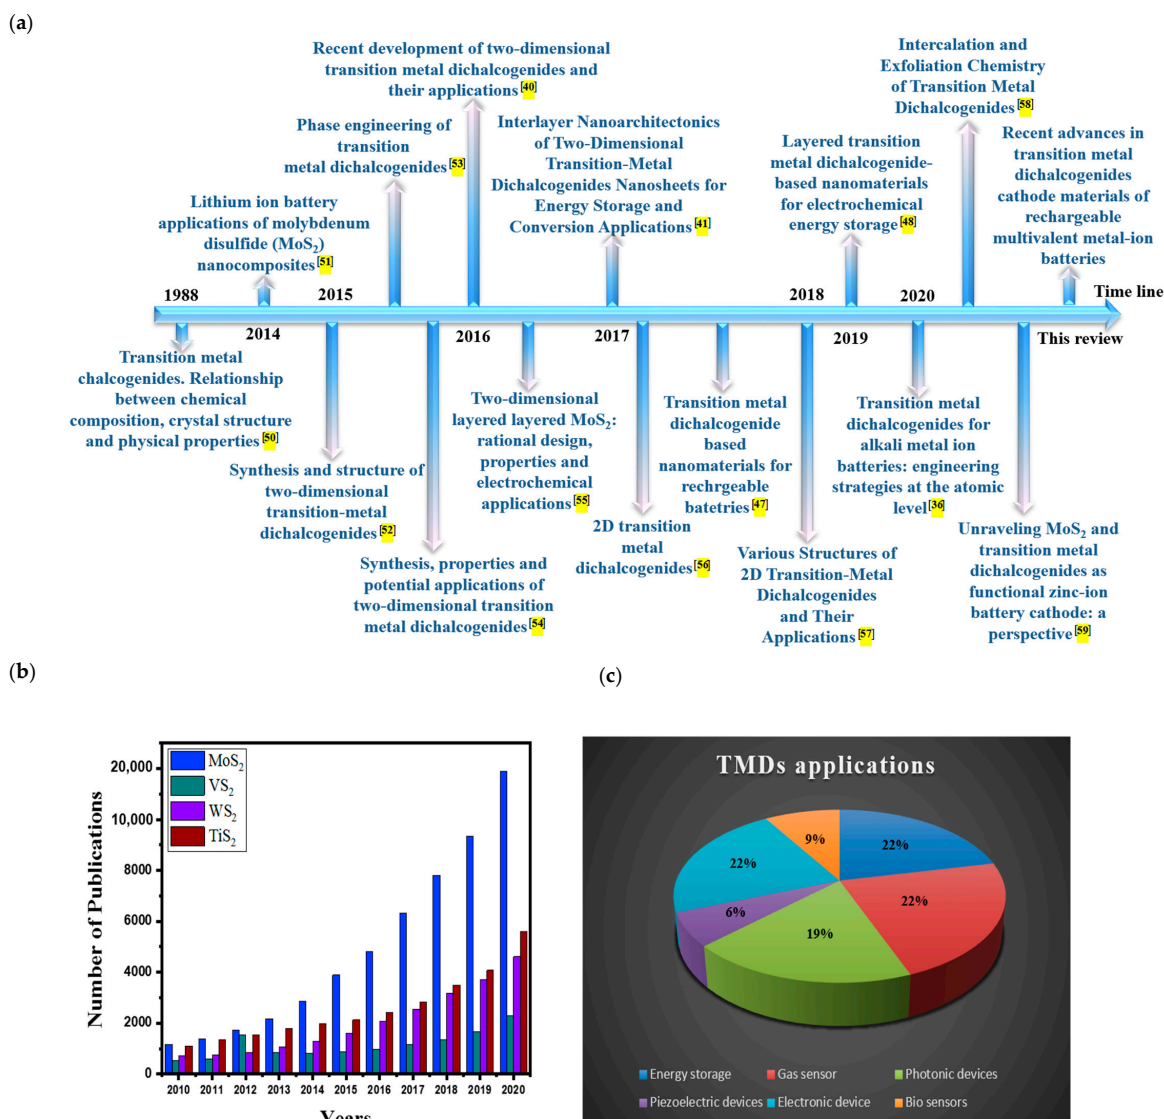 (a)
Recent development of two-dimensional
transition metal dichalcogenides and
their applications[40]
Phase engineering of
transition
metal dichalcogenides[53]
Lithium ion battery
applications of molybdenum
disulfide (MoS2)
nanocomposites[51]
Interlayer Nanoarchitectonics
of Two-Dimensional
Transition-Metal
Dichalcogenides Nanosheets for
Energy Storage and
Conversion Applications[41]
Layered transition
metal dichalcogenide-
based nanomaterials
for electrochemical
energy storage[48]
Intercalation and
Exfoliation Chemistry
of Transition Metal
Dichalcogenides[58]
Recent advances in
transition metal
dichalcogenides
cathode materials of
rechargeable
multivalent metal-ion
batteries
1988
2015
2018
2020
Time line
2014
2016
2017
2019
This review
Transition metal
chalcogenides. Relationship
between chemical
composition, crystal structure
and physical properties[50]
Synthesis and structure of
two-dimensional
transition-metal
dichalcogenides[52]
Synthesis, properties and
potential applications of
two-dimensional transition
metal dichalcogenides[54]
Two-dimensional
layered layered MoS2:
rational design,
properties and
electrochemical
applications[55]
2D transition
metal
dichalcogenides[56]
Transition metal
dichalcogenide
based
nanomaterials for
rechrgeable
batetries[47]
Various Structures of
2D Transition-Metal
Dichalcogenides
and Their
Applications[57]
Transition metal
dichalcogenides for
alkali metal ion
batteries: engineering
strategies at the atomic
level[36]
Unraveling MoS2 and
transition metal
dichalcogenides as
functional zinc-ion
battery cathode: a
perspective[59]
(b)
Number of Publications
20,000
10,000
8000
6000
4000
2000
0
MoS2
VS2
WS2
TiS2
2010 2011 2012 2013 2014 2015 2016 2017 2018 2019 2020
Years
(c)
TMDs applications
9%
22%
22%
22%
6%
19%
Energy storage Gas sensor Photonic devices
Piezoelectric devices Electronic device Bio sensors